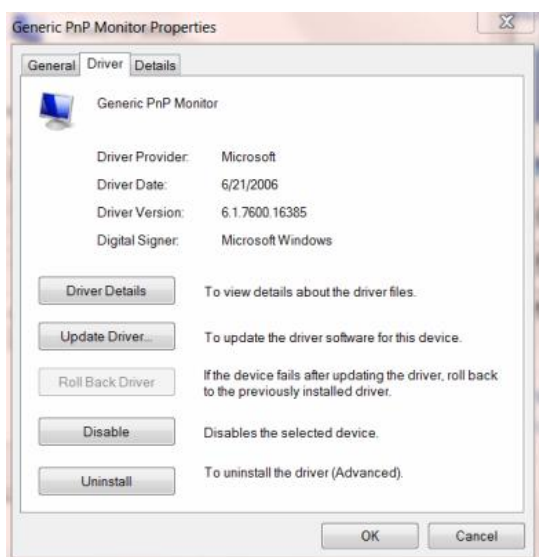 Generic PnP Monitor Properties
General Driver Details
Generic PnP Monitor
Driver Provider: Microsoft
Driver Date: 6/21/2006
Driver Version: 6.1.7600.16385
Digital Signer: Microsoft Windows
Driver Details To view details about the driver files.
Update Driver... To update the driver software for this device.
Roll Back Driver If the device fails after updating the driver, roll back
to the previously installed driver.
Disable Disables the selected device.
Uninstall To uninstall the driver (Advanced).
OK Cancel